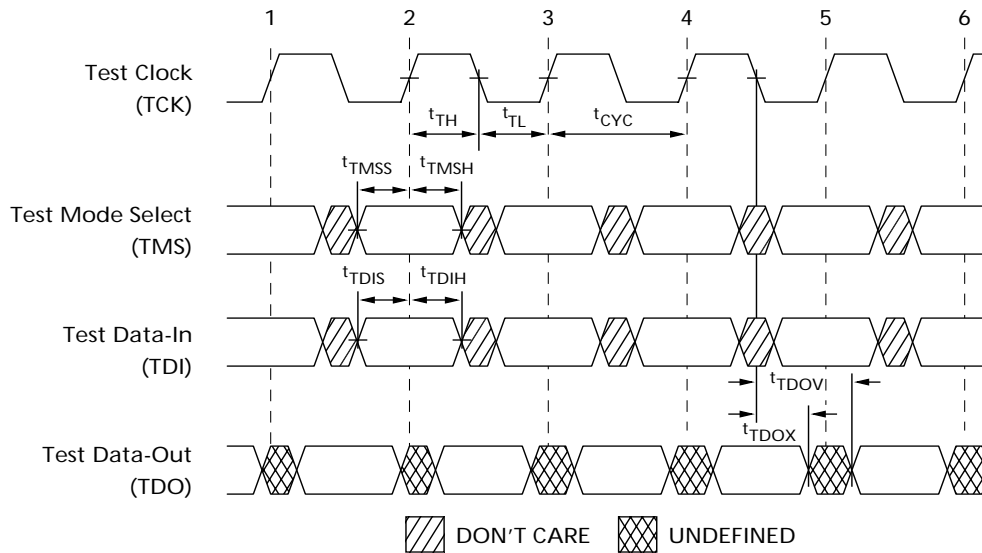 1 2 3 4 5 6
Test Clock
(TCK)
tTH tTL tCYC
tTMSS tTMSH
Test Mode Select
(TMS)
tTDIS tTDIH
Test Data-In
(TDI)
tTDOV
tTDOX
Test Data-Out
(TDO)
DON'T CARE UNDEFINED